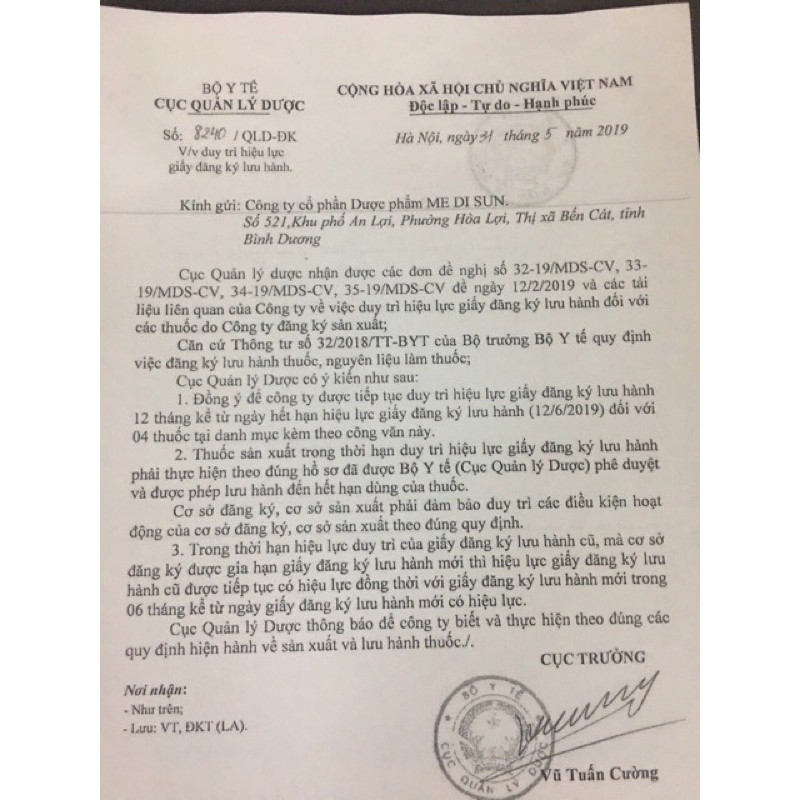 BỘ Y TẾ
CỤC QUẢN LÝ DƯỢC
CỘNG HÒA XÃ HỘI CHỦ NGHĨA VIỆT NAM
Độc lập - Tự do - Hạnh phúc
Số: 8240 / QLD-ĐK
V/v duy trì hiệu lực
giấy đăng ký lưu hành.
Hà Nội, ngày 31 tháng 5 năm 2019
Kính gửi: Công ty cổ phần Dược phẩm ME DI SUN.
Số 521,Khu phố An Lợi, Phường Hòa Lợi, Thị xã Bến Cát, tỉnh
Bình Dương
Cục Quản lý dược nhận được các đơn đề nghị số 32-19/MDS-CV, 33-
19/MDS-CV, 34-19/MDS-CV, 35-19/MDS-CV đề ngày 12/2/2019 và các tài
liệu liên quan của Công ty về việc duy trì hiệu lực giấy đăng ký lưu hành đối với
các thuốc do Công ty đăng ký sản xuất;
Căn cứ Thông tư số 32/2018/TT-BYT của Bộ trưởng Bộ Y tế quy định
việc đăng ký lưu hành thuốc, nguyên liệu làm thuốc;
Cục Quản lý Dược có ý kiến như sau:
1. Đồng ý để công ty được tiếp tục duy trì hiệu lực giấy đăng ký lưu hành
12 tháng kể từ ngày hết hạn hiệu lực giấy đăng ký lưu hành (12/6/2019) đối với
04 thuốc tại danh mục kèm theo công văn này.
2. Thuốc sản xuất trong thời hạn duy trì hiệu lực giấy đăng ký lưu hành
phải thực hiện theo đúng hồ sơ đã được Bộ Y tế (Cục Quản lý Dược) phê duyệt
và được phép lưu hành đến hết hạn dùng của thuốc.
Cơ sở đăng ký, cơ sở sản xuất phải đảm bảo duy trì các điều kiện hoạt
động của cơ sở đăng ký, cơ sở sản xuất theo đúng quy định.
3. Trong thời hạn hiệu lực duy trì của giấy đăng ký lưu hành cũ, mà cơ sở
đăng ký được gia hạn giấy đăng ký lưu hành mới thì hiệu lực giấy đăng ký lưu
hành cũ được tiếp tục có hiệu lực đồng thời với giấy đăng ký lưu hành mới trong
06 tháng kể từ ngày giấy đăng ký lưu hành mới có hiệu lực.
Cục Quản lý Dược thông báo để công ty biết và thực hiện theo đúng các
quy định hiện hành về sản xuất và lưu hành thuốc./.
CỤC TRƯỞNG
Nơi nhận:
- Như trên;
- Lưu: VT, ĐKT (LA).
BỘ Y TẾ
CỤC QUẢN LÝ DƯỢC
Vũ Tuấn Cường